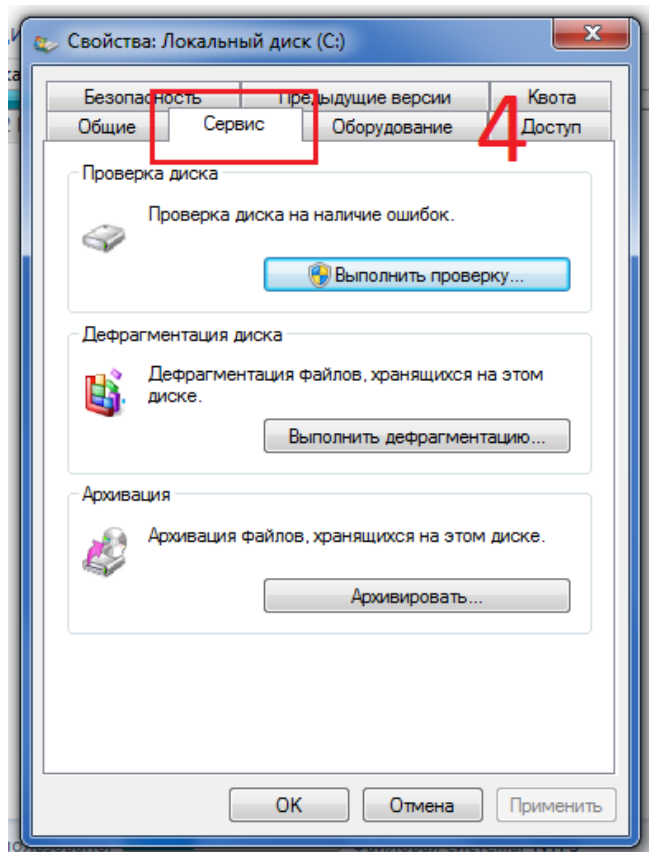 Свойства: Локальный диск (C:)
Безопасность Предыдущие версии Квота
Общие Сервис Оборудование Доступ
4
Проверка диска
Проверка диска на наличие ошибок.
Выполнить проверку...
Дефрагментация диска
Дефрагментация файлов, хранящихся на этом
диске.
Выполнить дефрагментацию...
Архивация
Архивация файлов, хранящихся на этом диске.
Архивировать...
OK Отмена Применить